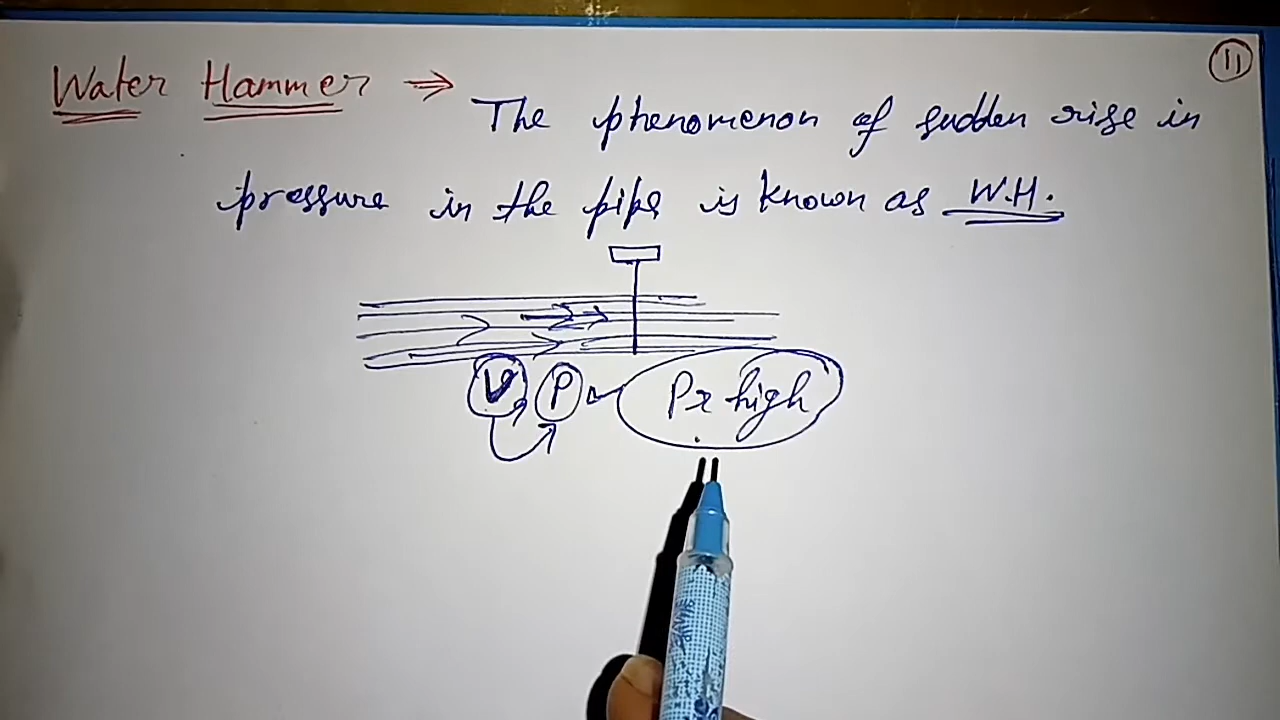 11
Water Hammer ⇒ The phenomenon of sudden rise in
pressure in the pipe is known as W.H.
V P Pr high